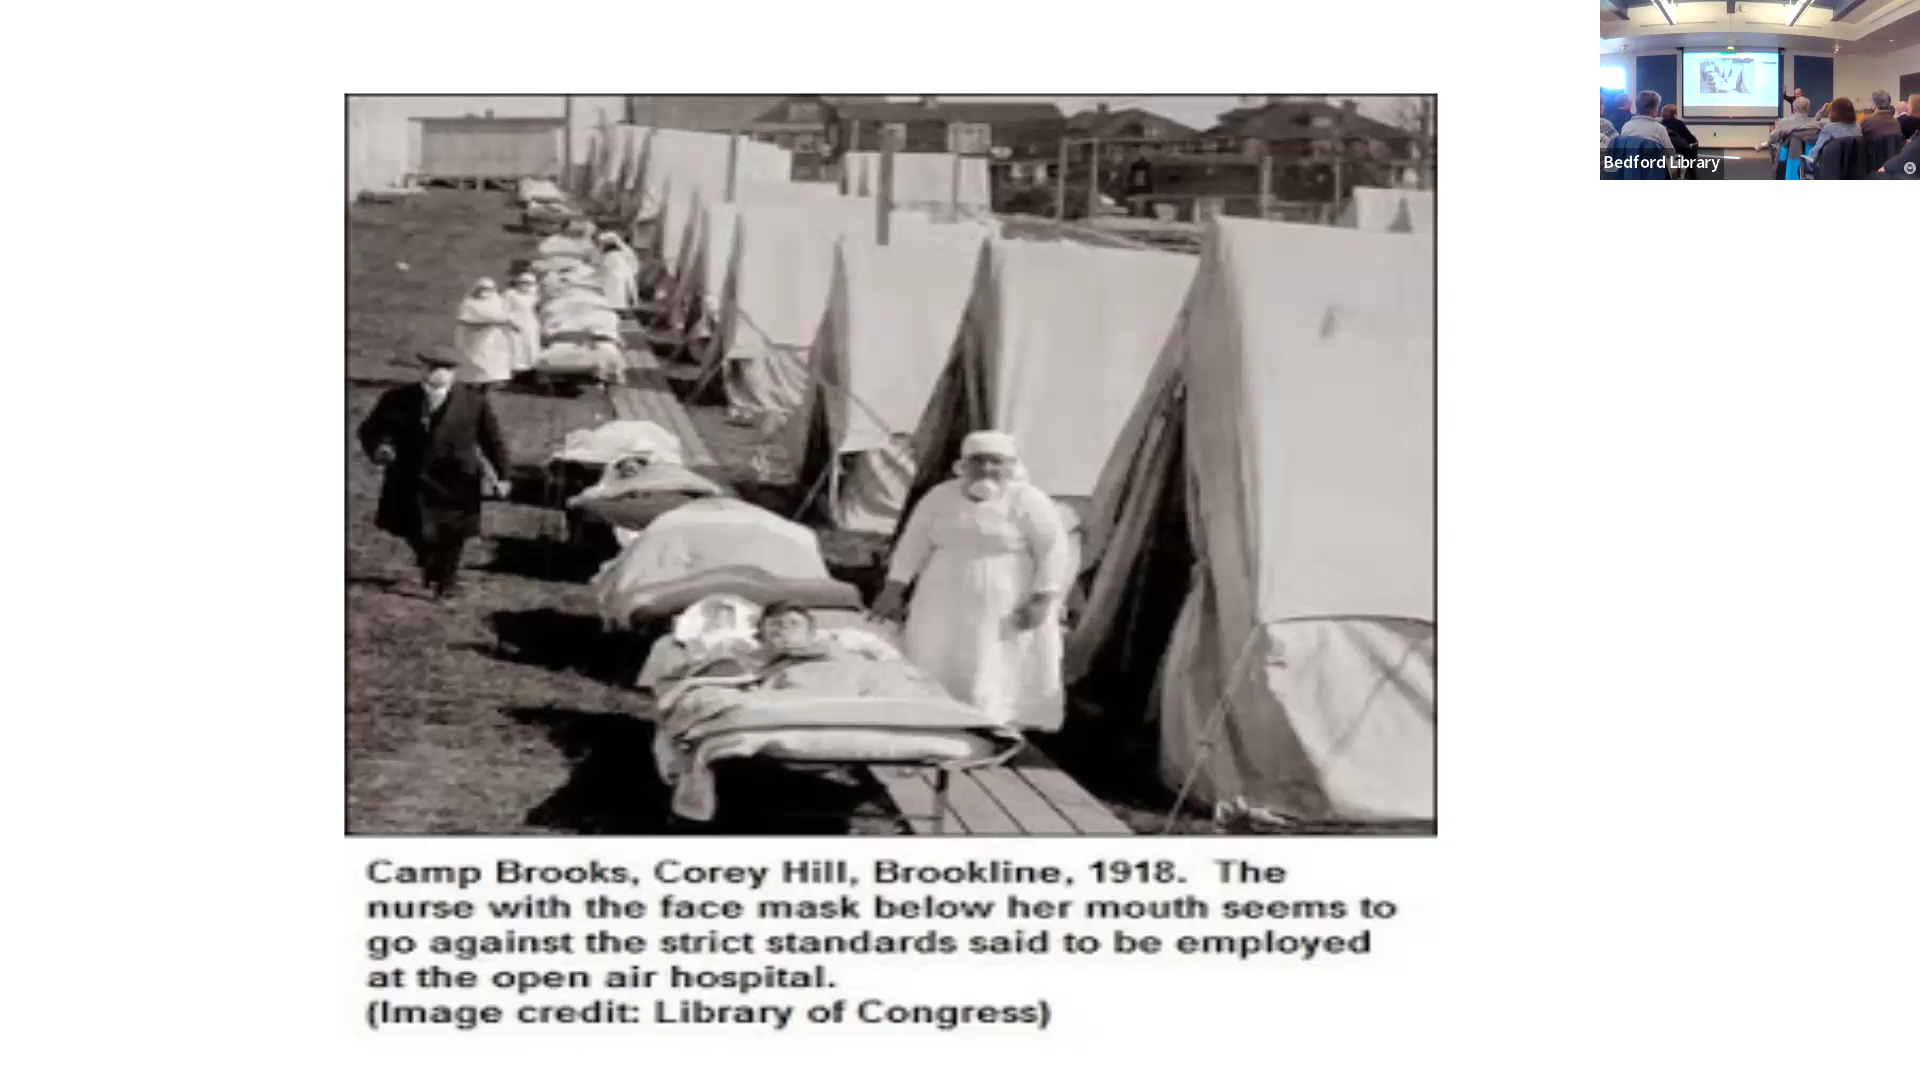 Camp Brooks, Corey Hill, Brookline, 1918. The
nurse with the face mask below her mouth seems to
go against the strict standards said to be employed
at the open air hospital.
(Image credit: Library of Congress)
Bedford Library